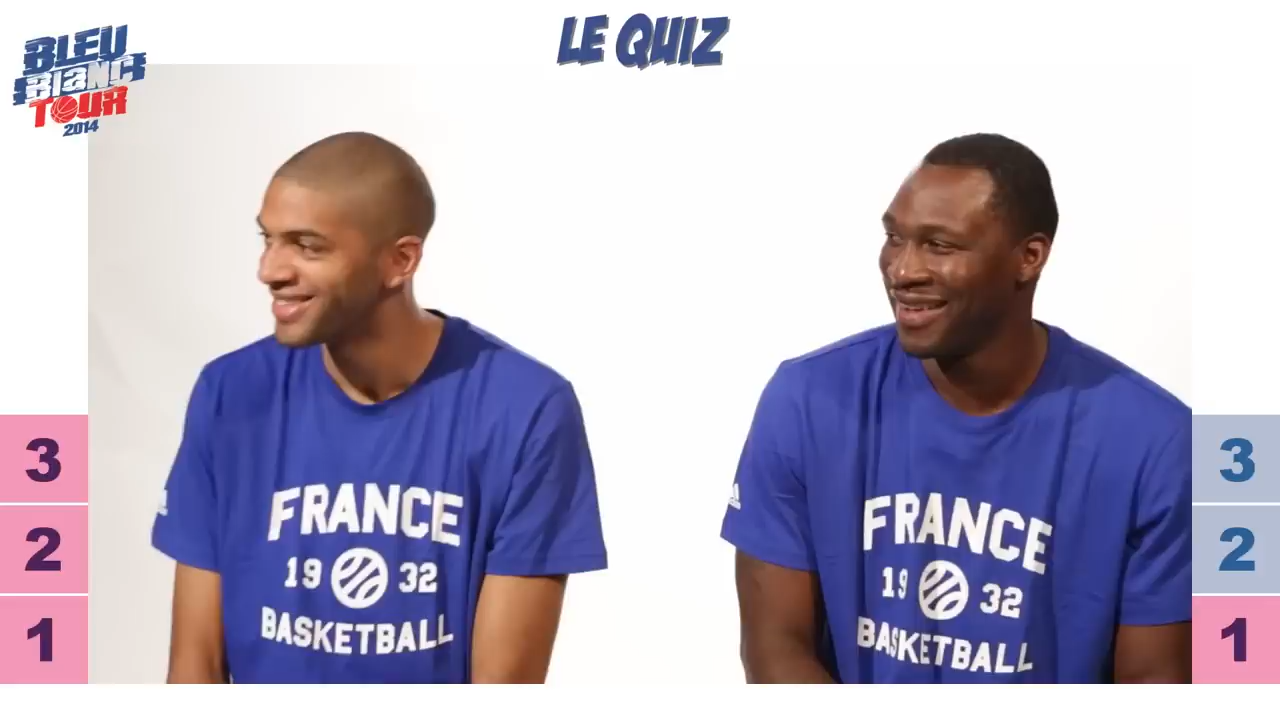 LE QUIZ
BLEU
BlaNC
TOUR
2014
3
2
1
FRANCE
19 32
BASKETBALL
FRANCE
19 32
BASKETBALL
3
2
1